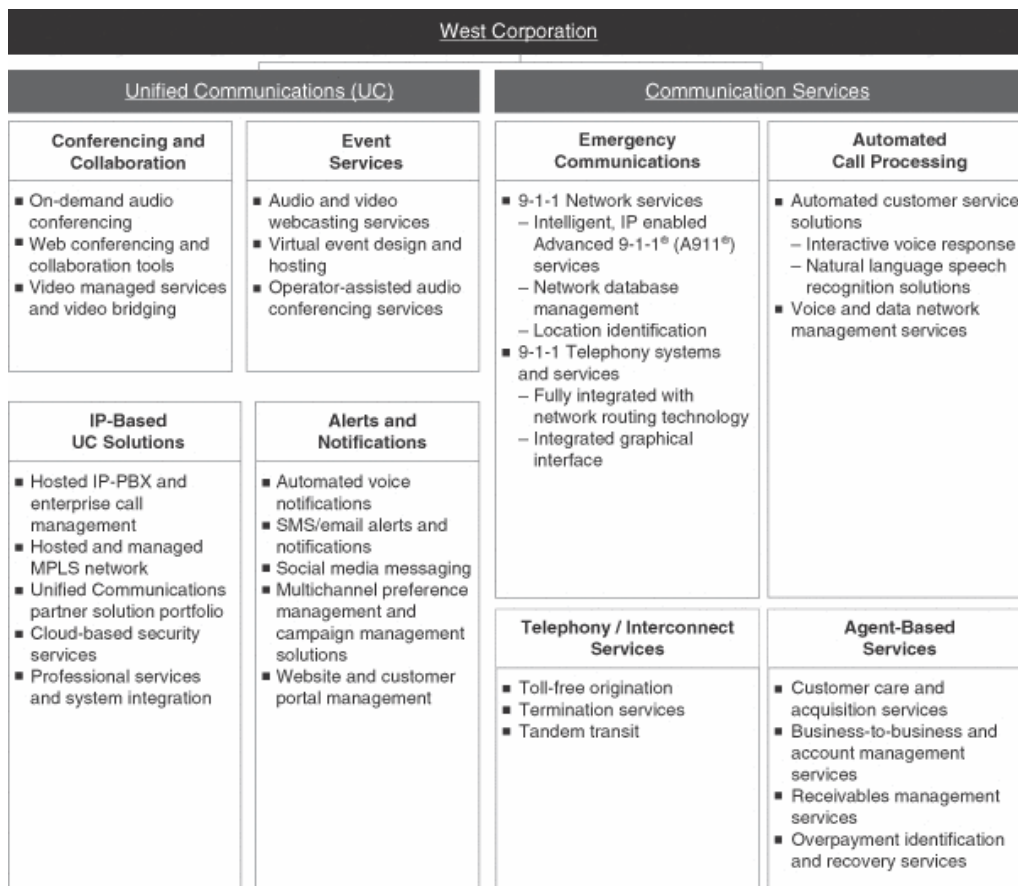 West Corporation
Unified Communications (UC)
Communication Services
Conferencing and
Collaboration
■ On-demand audio
conferencing
■ Web conferencing and
collaboration tools
■ Video managed services
and video bridging
Event
Services
■ Audio and video
webcasting services
■ Virtual event design and
hosting
■ Operator-assisted audio
conferencing services
Emergency
Communications
■ 9-1-1 Network services
– Intelligent, IP enabled
Advanced 9-1-1® (A911®)
services
– Network database
management
– Location identification
■ 9-1-1 Telephony systems
and services
– Fully integrated with
network routing technology
– Integrated graphical
interface
Automated
Call Processing
■ Automated customer service
solutions
– Interactive voice response
– Natural language speech
recognition solutions
■ Voice and data network
management services
IP-Based
UC Solutions
■ Hosted IP-PBX and
enterprise call
management
■ Hosted and managed
MPLS network
■ Unified Communications
partner solution portfolio
■ Cloud-based security
services
■ Professional services
and system integration
Alerts and
Notifications
■ Automated voice
notifications
■ SMS/email alerts and
notifications
■ Social media messaging
■ Multichannel preference
management and
campaign management
solutions
■ Website and customer
portal management
Telephony / Interconnect
Services
■ Toll-free origination
■ Termination services
■ Tandem transit
Agent-Based
Services
■ Customer care and
acquisition services
■ Business-to-business and
account management
services
■ Receivables management
services
■ Overpayment identification
and recovery services